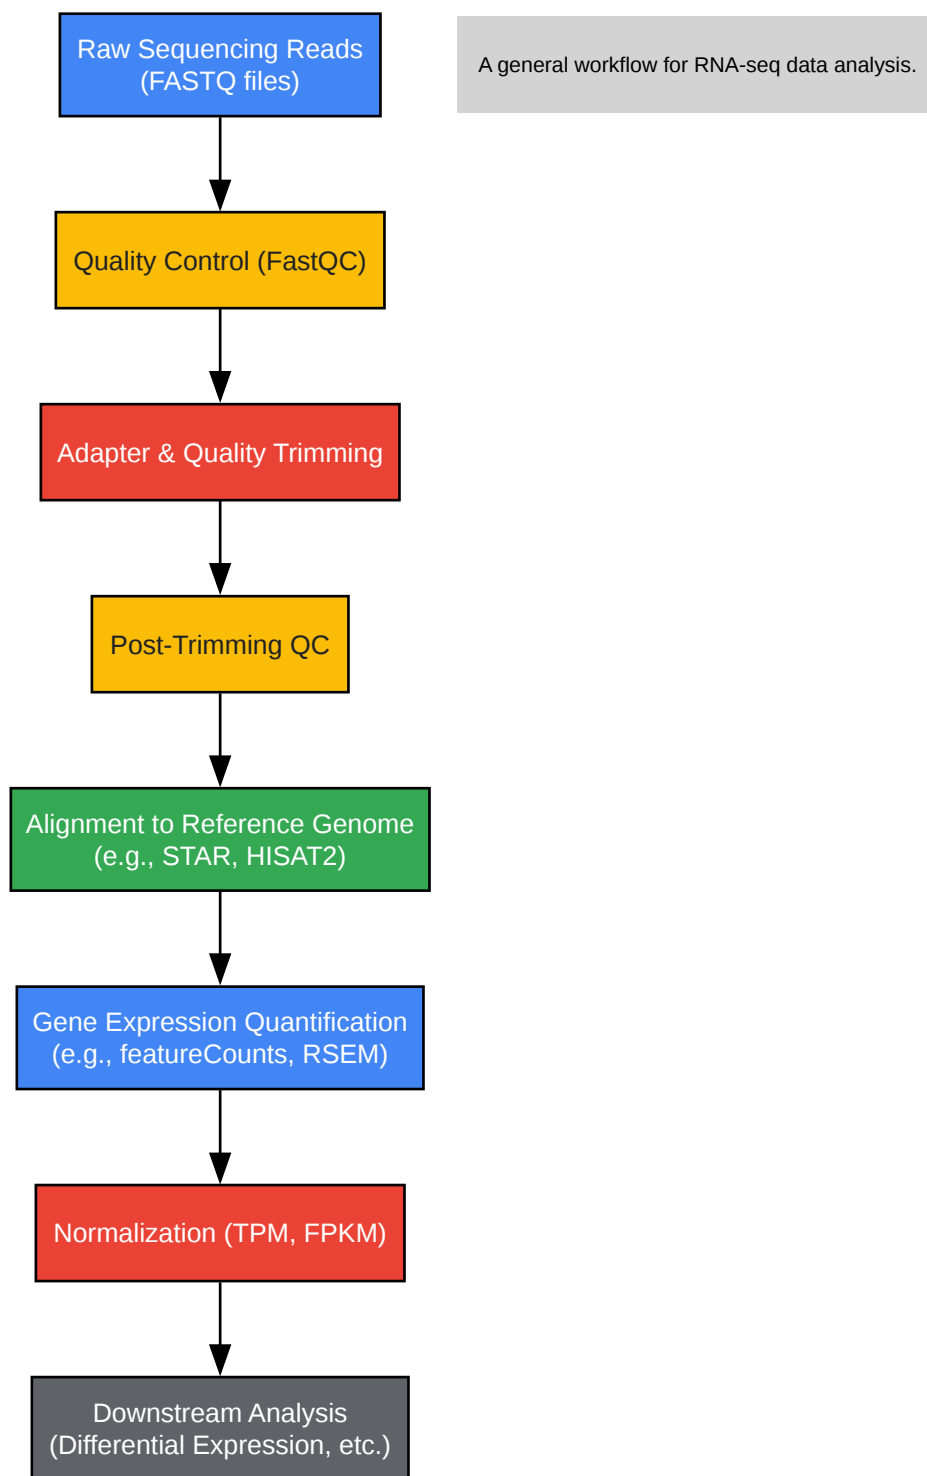 Raw Sequencing Reads
(FASTQ files)
A general workflow for RNA-seq data analysis.
Quality Control (FastQC)
Adapter & Quality Trimming
Post-Trimming QC
Alignment to Reference Genome
(e.g., STAR, HISAT2)
Gene Expression Quantification
(e.g., featureCounts, RSEM)
Normalization (TPM, FPKM)
Downstream Analysis
(Differential Expression, etc.)